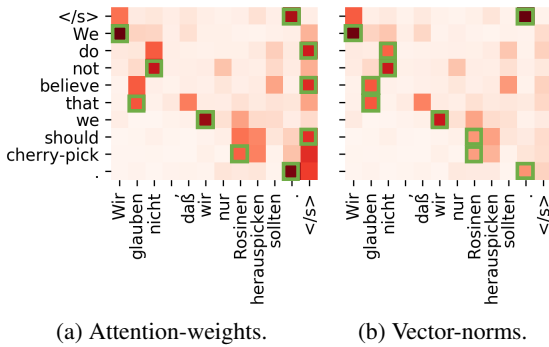 </s>
We
do
not
believe
that
we
should
cherry-pick
.
Wir
glauben
nicht
,
daß
wir
nur
Rosinen
herauspicken
sollten
.
</s>
Wir
glauben
nicht
,
daß
wir
nur
Rosinen
herauspicken
sollten
.
</s>
(a) Attention-weights.
(b) Vector-norms.